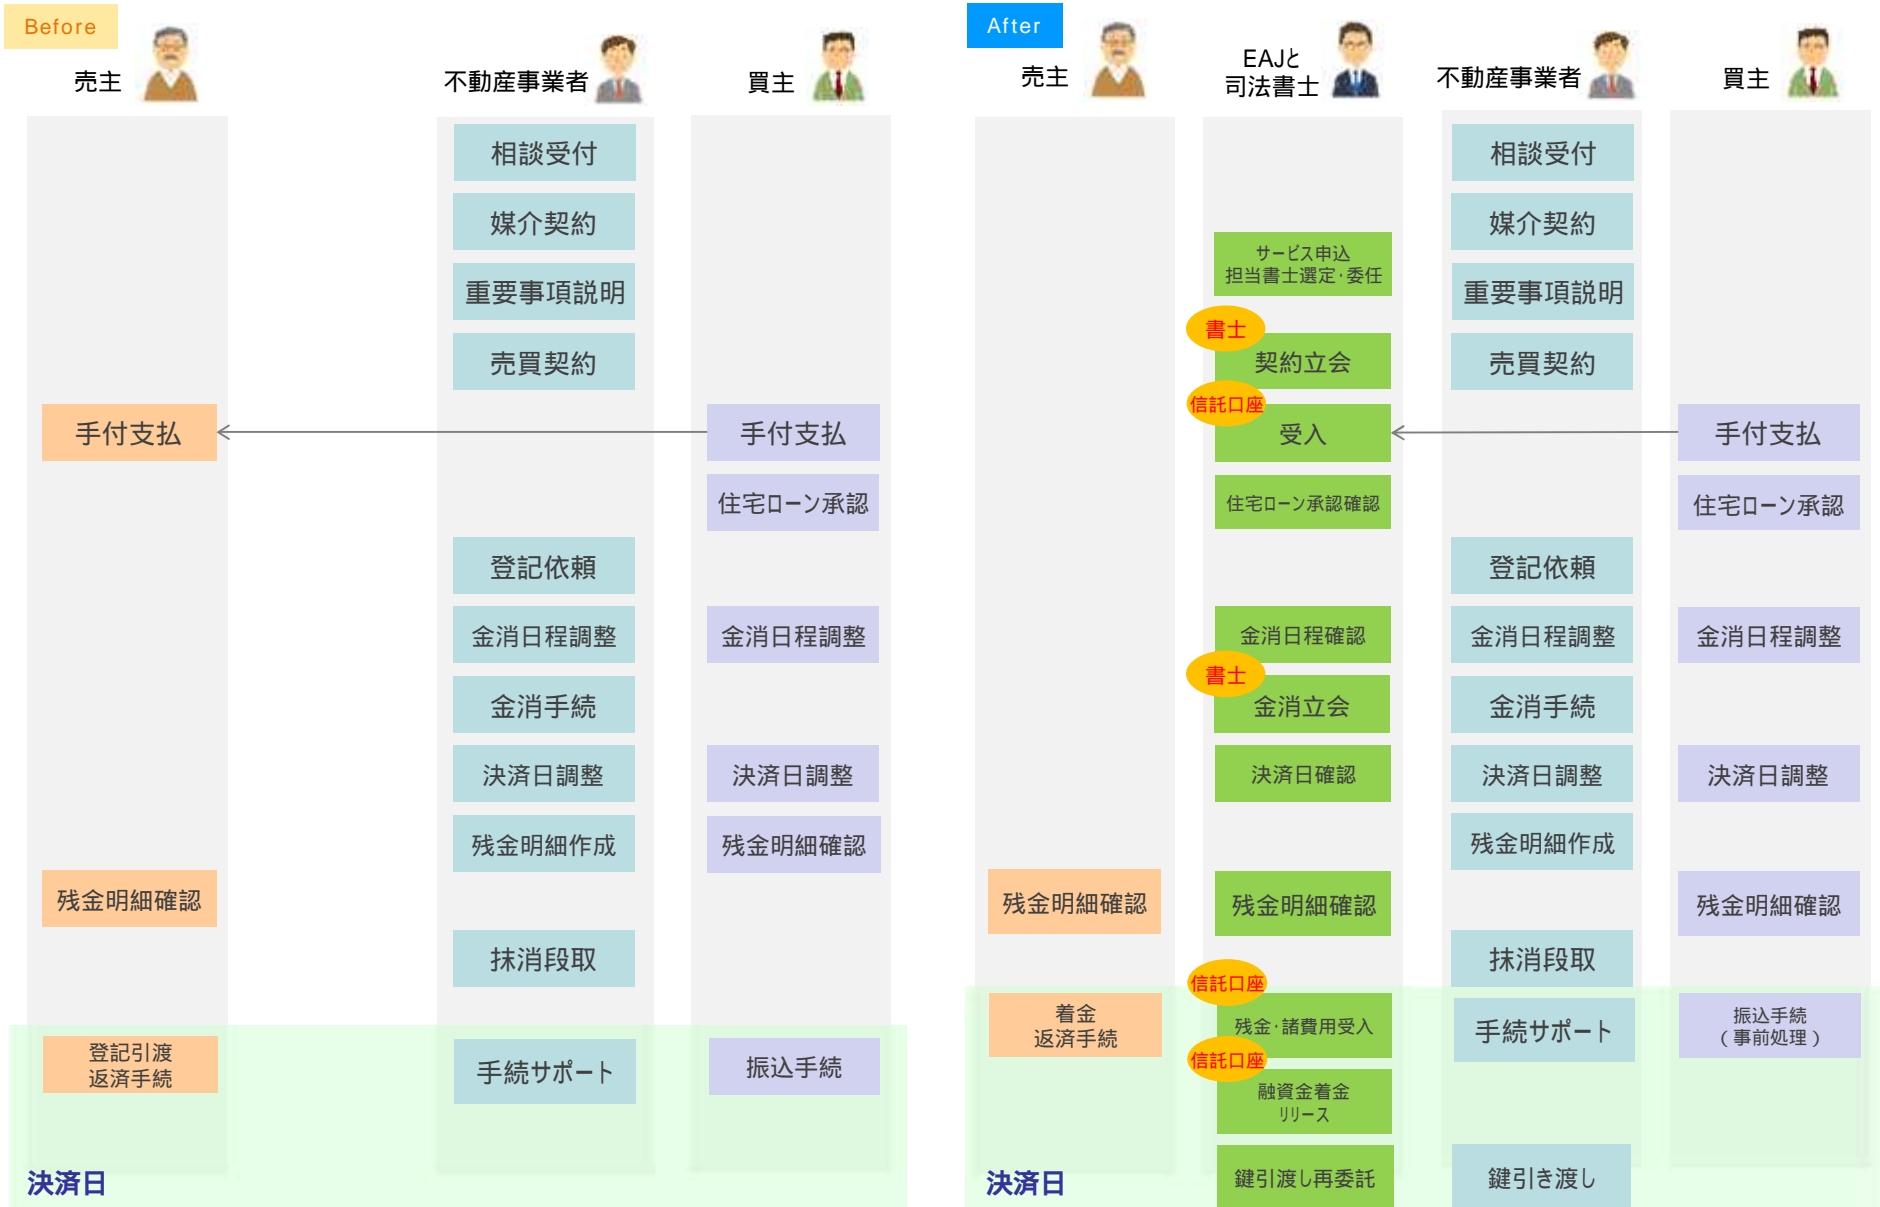 Before
売主
不動産事業者
買主
相談受付
媒介契約
重要事項説明
売買契約
手付支払
手付支払
住宅ローン承認
登記依頼
金消日程調整
金消日程調整
金消手続
決済日調整
決済日調整
残金明細作成
残金明細確認
残金明細確認
抹消段取
登記引渡
返済手続
手続サポート
振込手続
決済日
After
売主
EAJと
司法書士
不動産事業者
買主
相談受付
媒介契約
サービス申込
担当書士選定・委任
重要事項説明
書士
契約立会
売買契約
信託口座
受入
手付支払
住宅ローン承認確認
住宅ローン承認
登記依頼
金消日程確認
金消日程調整
金消日程調整
書士
金消立会
金消手続
決済日確認
決済日調整
決済日調整
残金明細作成
残金明細確認
残金明細確認
残金明細確認
抹消段取
信託口座
着金
返済手続
残金・諸費用受入
手続サポート
振込手続
（事前処理）
信託口座
融資金着金
リリース
決済日
鍵引渡し再委託
鍵引き渡し